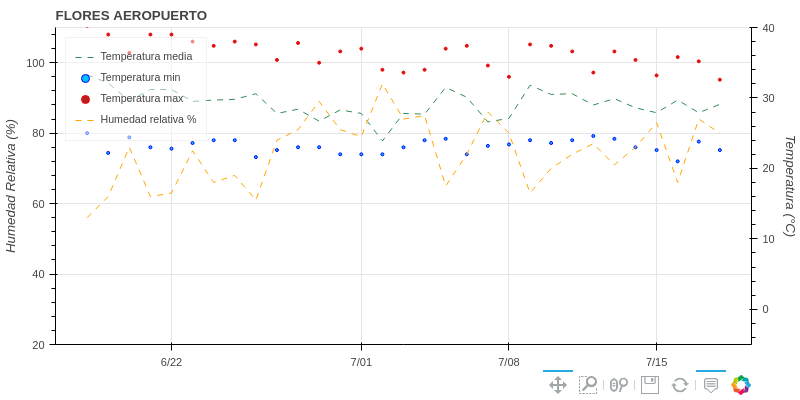 FLORES AEROPUERTO
Temperatura media
Temperatura min
Temperatura max
Humedad relativa %
Humedad Relativa (%)
100
80
60
40
20
40
30
20
10
0
Temperatura (°C)
6/22
7/01
7/08
7/15